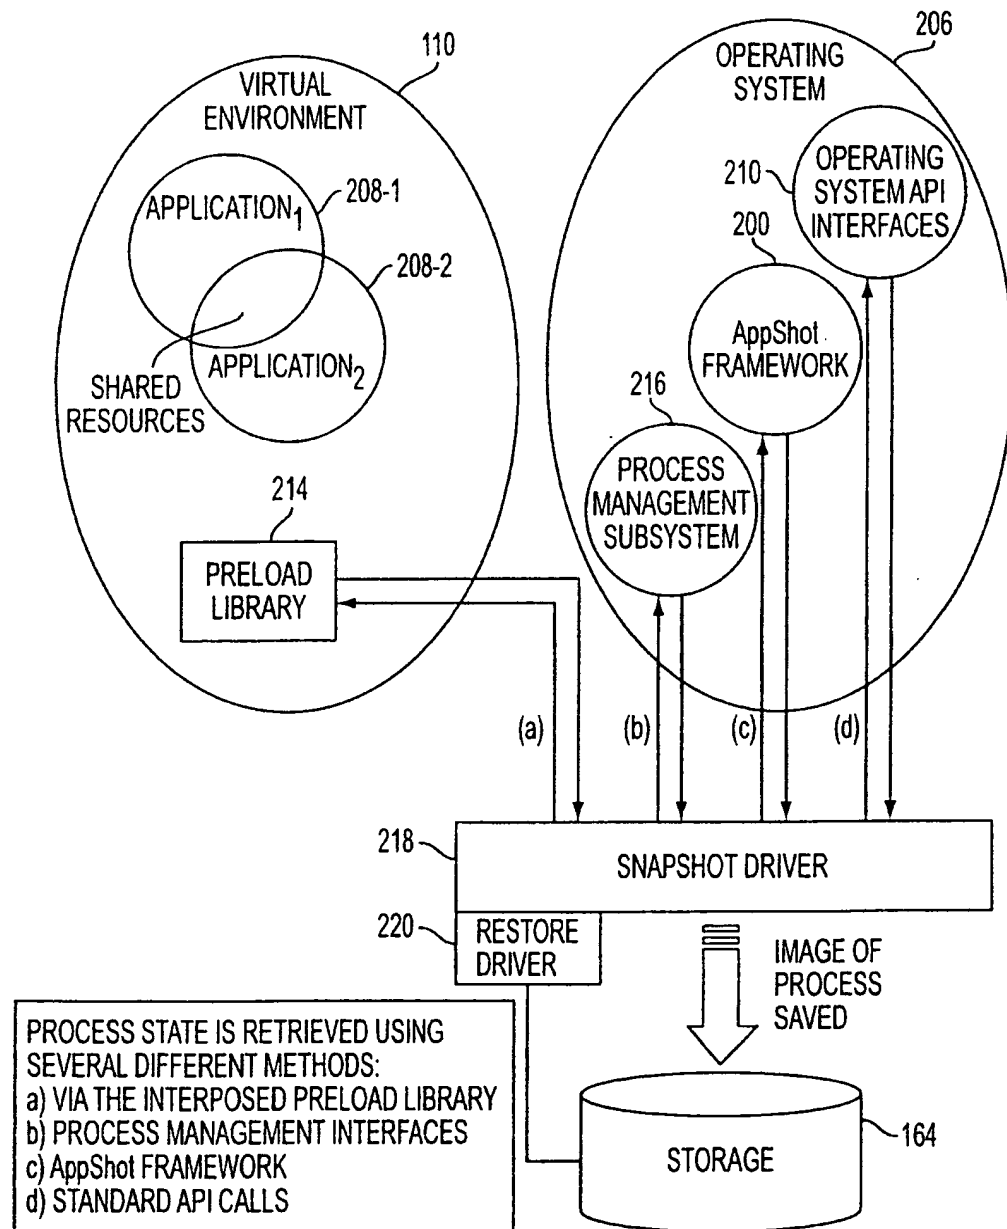 110
VIRTUAL
ENVIRONMENT
APPLICATION1
208-1
208-2
APPLICATION2
SHARED
RESOURCES
214
PRELOAD
LIBRARY
206
OPERATING
SYSTEM
210
OPERATING
SYSTEM API
INTERFACES
200
AppShot
FRAMEWORK
216
PROCESS
MANAGEMENT
SUBSYSTEM
(a)
(b)
(c)
(d)
218
SNAPSHOT DRIVER
220
RESTORE
DRIVER
IMAGE OF
PROCESS
SAVED
PROCESS STATE IS RETRIEVED USING
SEVERAL DIFFERENT METHODS:
a) VIA THE INTERPOSED PRELOAD LIBRARY
b) PROCESS MANAGEMENT INTERFACES
c) AppShot FRAMEWORK
d) STANDARD API CALLS
STORAGE
164